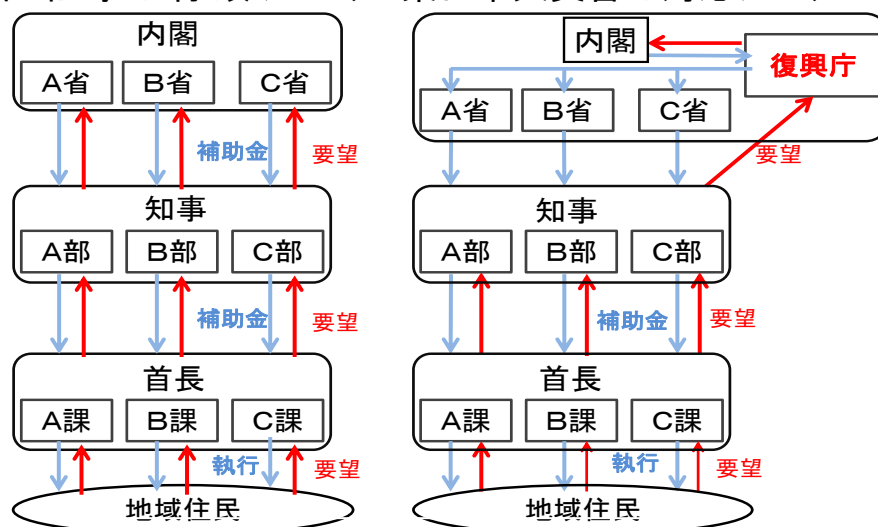 内閣
A省 B省 C省
補助金 要望
知事
A部 B部 C部
補助金 要望
首長
A課 B課 C課
執行 要望
地域住民
内閣
復興庁
A省 B省 C省
要望
知事
A部 B部 C部
補助金 要望
首長
A課 B課 C課
執行 要望
地域住民